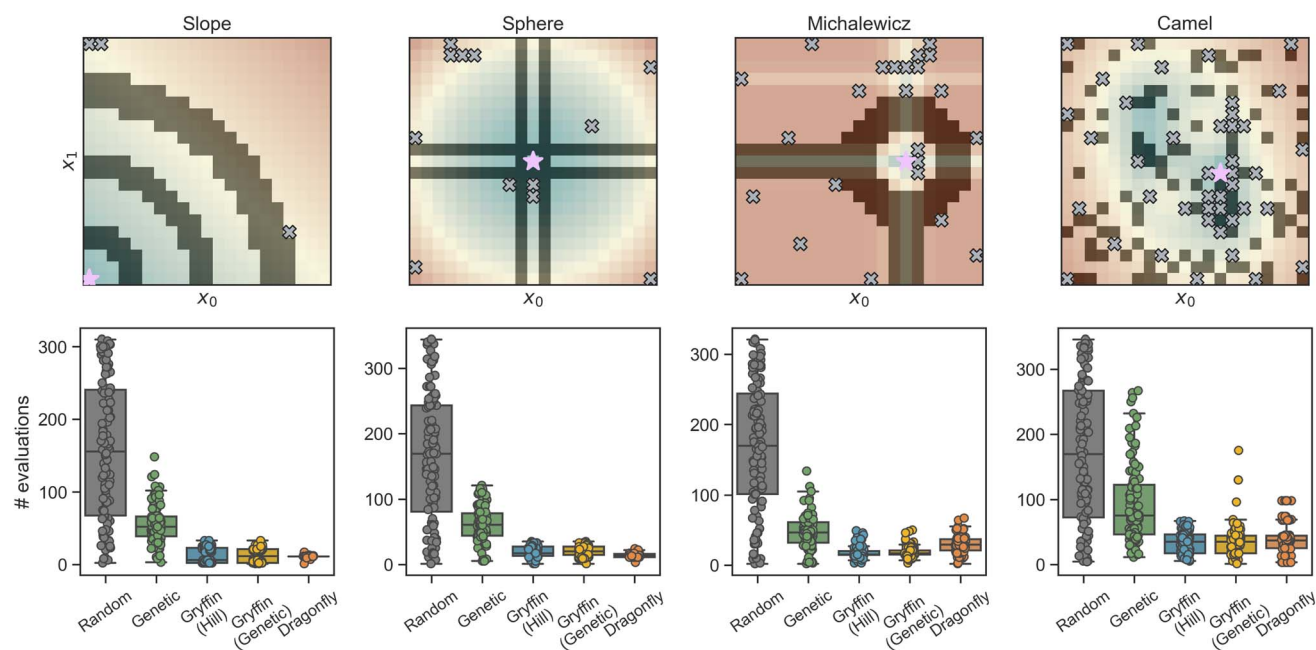 Slope
Sphere
Michalewicz
Camel
x₁
x₀
x₀
x₀
x₀
# evaluations
300
200
100
0
300
200
100
0
300
200
100
0
300
200
100
0
Random
Genetic
Gryffin
(Hill)
Gryffin
(Genetic)
Dragonfly
Random
Genetic
Gryffin
(Hill)
Gryffin
(Genetic)
Dragonfly
Random
Genetic
Gryffin
(Hill)
Gryffin
(Genetic)
Dragonfly
Random
Genetic
Gryffin
(Hill)
Gryffin
(Genetic)
Dragonfly